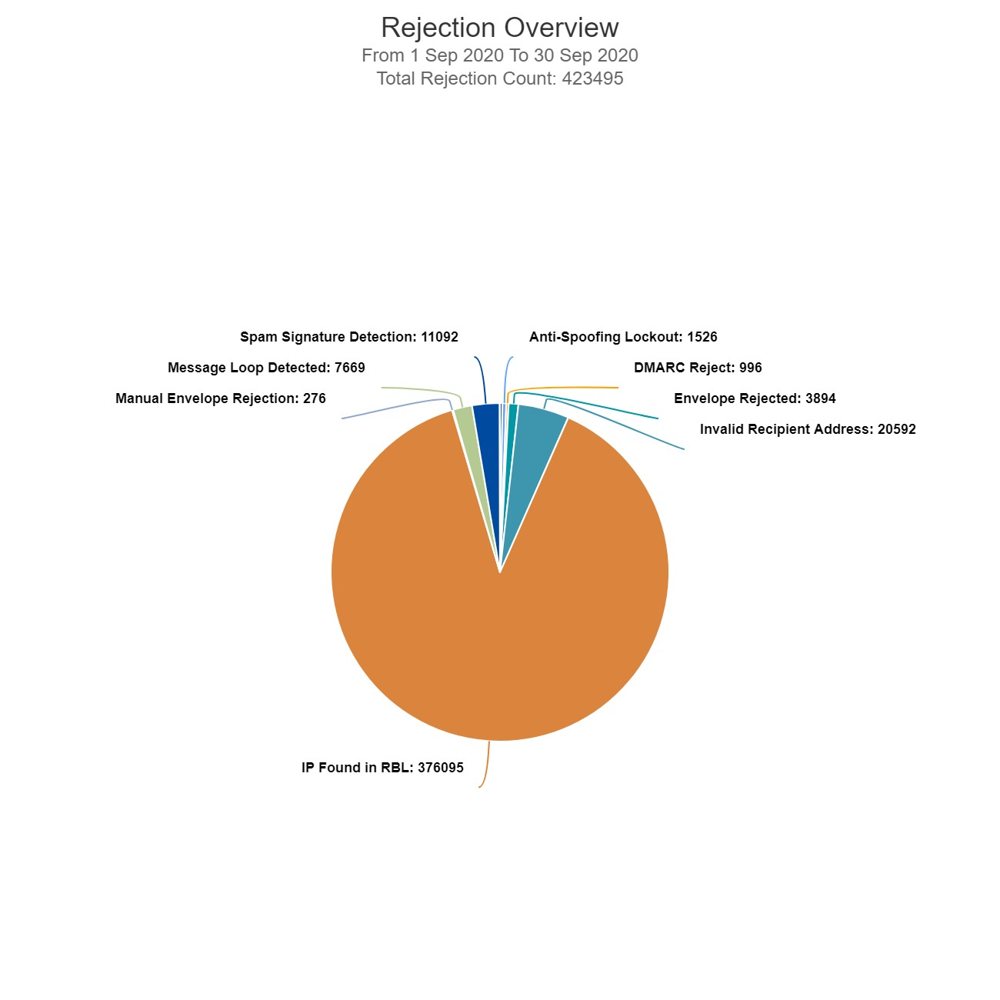 Rejection Overview
From 1 Sep 2020 To 30 Sep 2020
Total Rejection Count: 423495
Spam Signature Detection: 11092
Anti-Spoofing Lockout: 1526
Message Loop Detected: 7669
DMARC Reject: 996
Manual Envelope Rejection: 276
Envelope Rejected: 3894
Invalid Recipient Address: 20592
IP Found in RBL: 376095